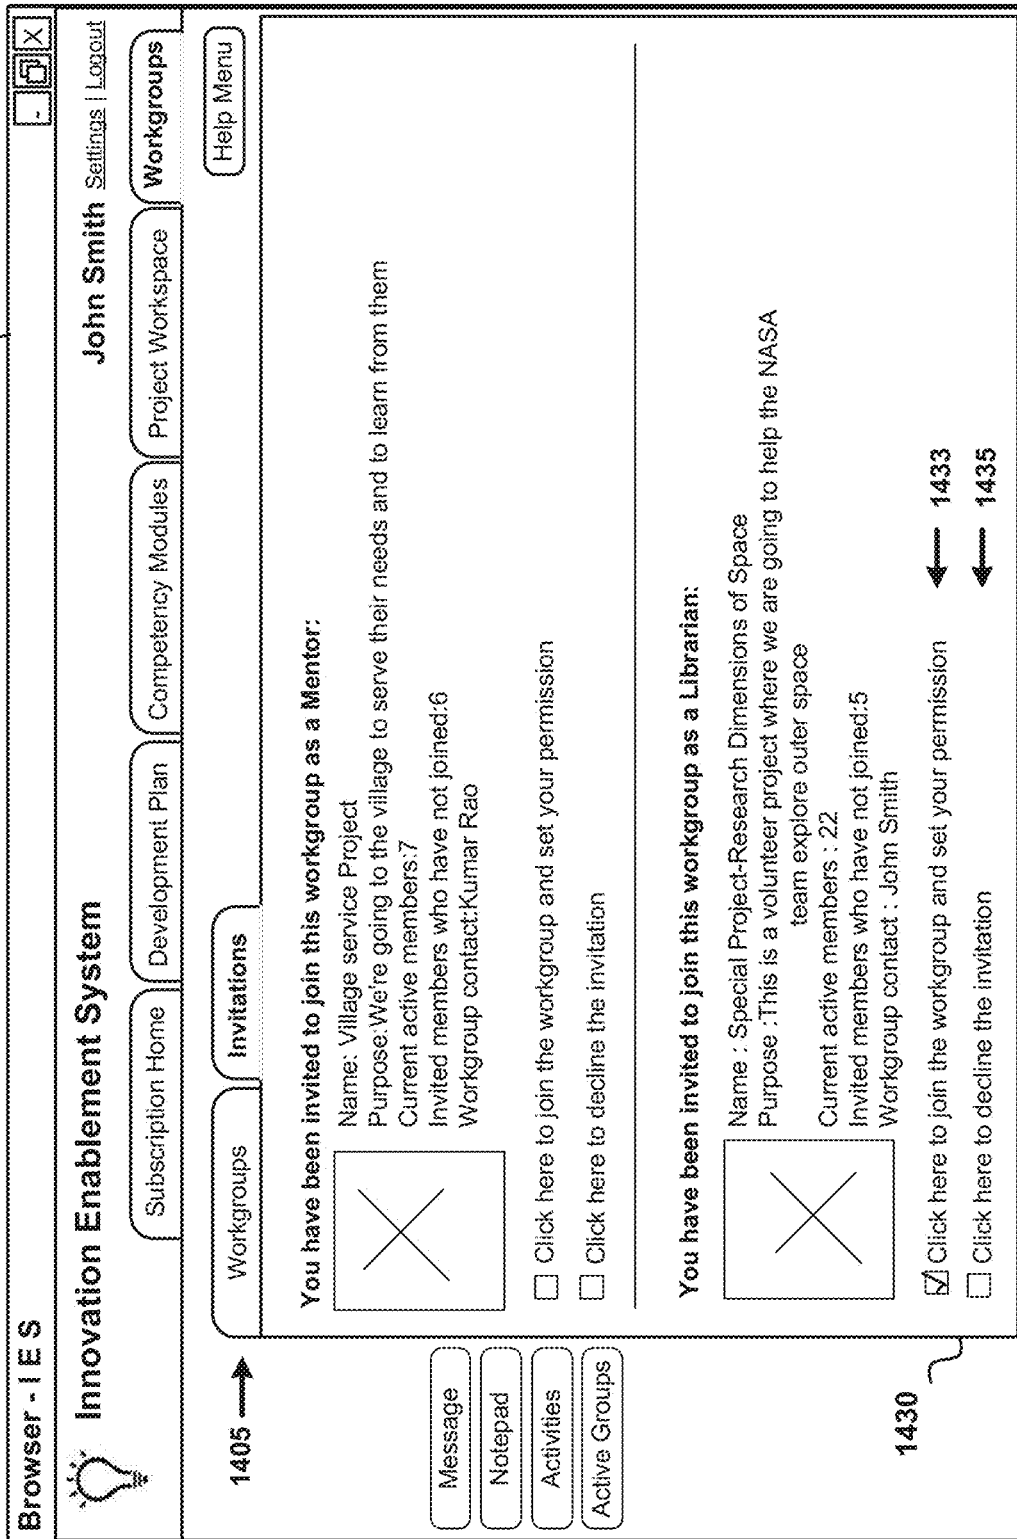 Browser - I E S
- X
Innovation Enablement System
John Smith Settings | Logout
Subscription Home
Development Plan
Competency Modules
Project Workspace
Workgroups
1405
Workgroups
Invitations
Help Menu
You have been invited to join this workgroup as a Mentor:
Name: Village service Project
Purpose:We're going to the village to serve their needs and to learn from them
Current active members:7
Invited members who have not joined:6
Workgroup contact:Kumar Rao
Click here to join the workgroup and set your permission
Click here to decline the invitation
Message
Notepad
Activities
Active Groups
You have been invited to join this workgroup as a Librarian:
Name : Special Project-Research Dimensions of Space
Purpose :This is a volunteer project where we are going to help the NASA
team explore outer space
Current active members : 22
Invited members who have not joined:5
Workgroup contact : John Smith
Click here to join the workgroup and set your permission
1433
Click here to decline the invitation
1435
1430